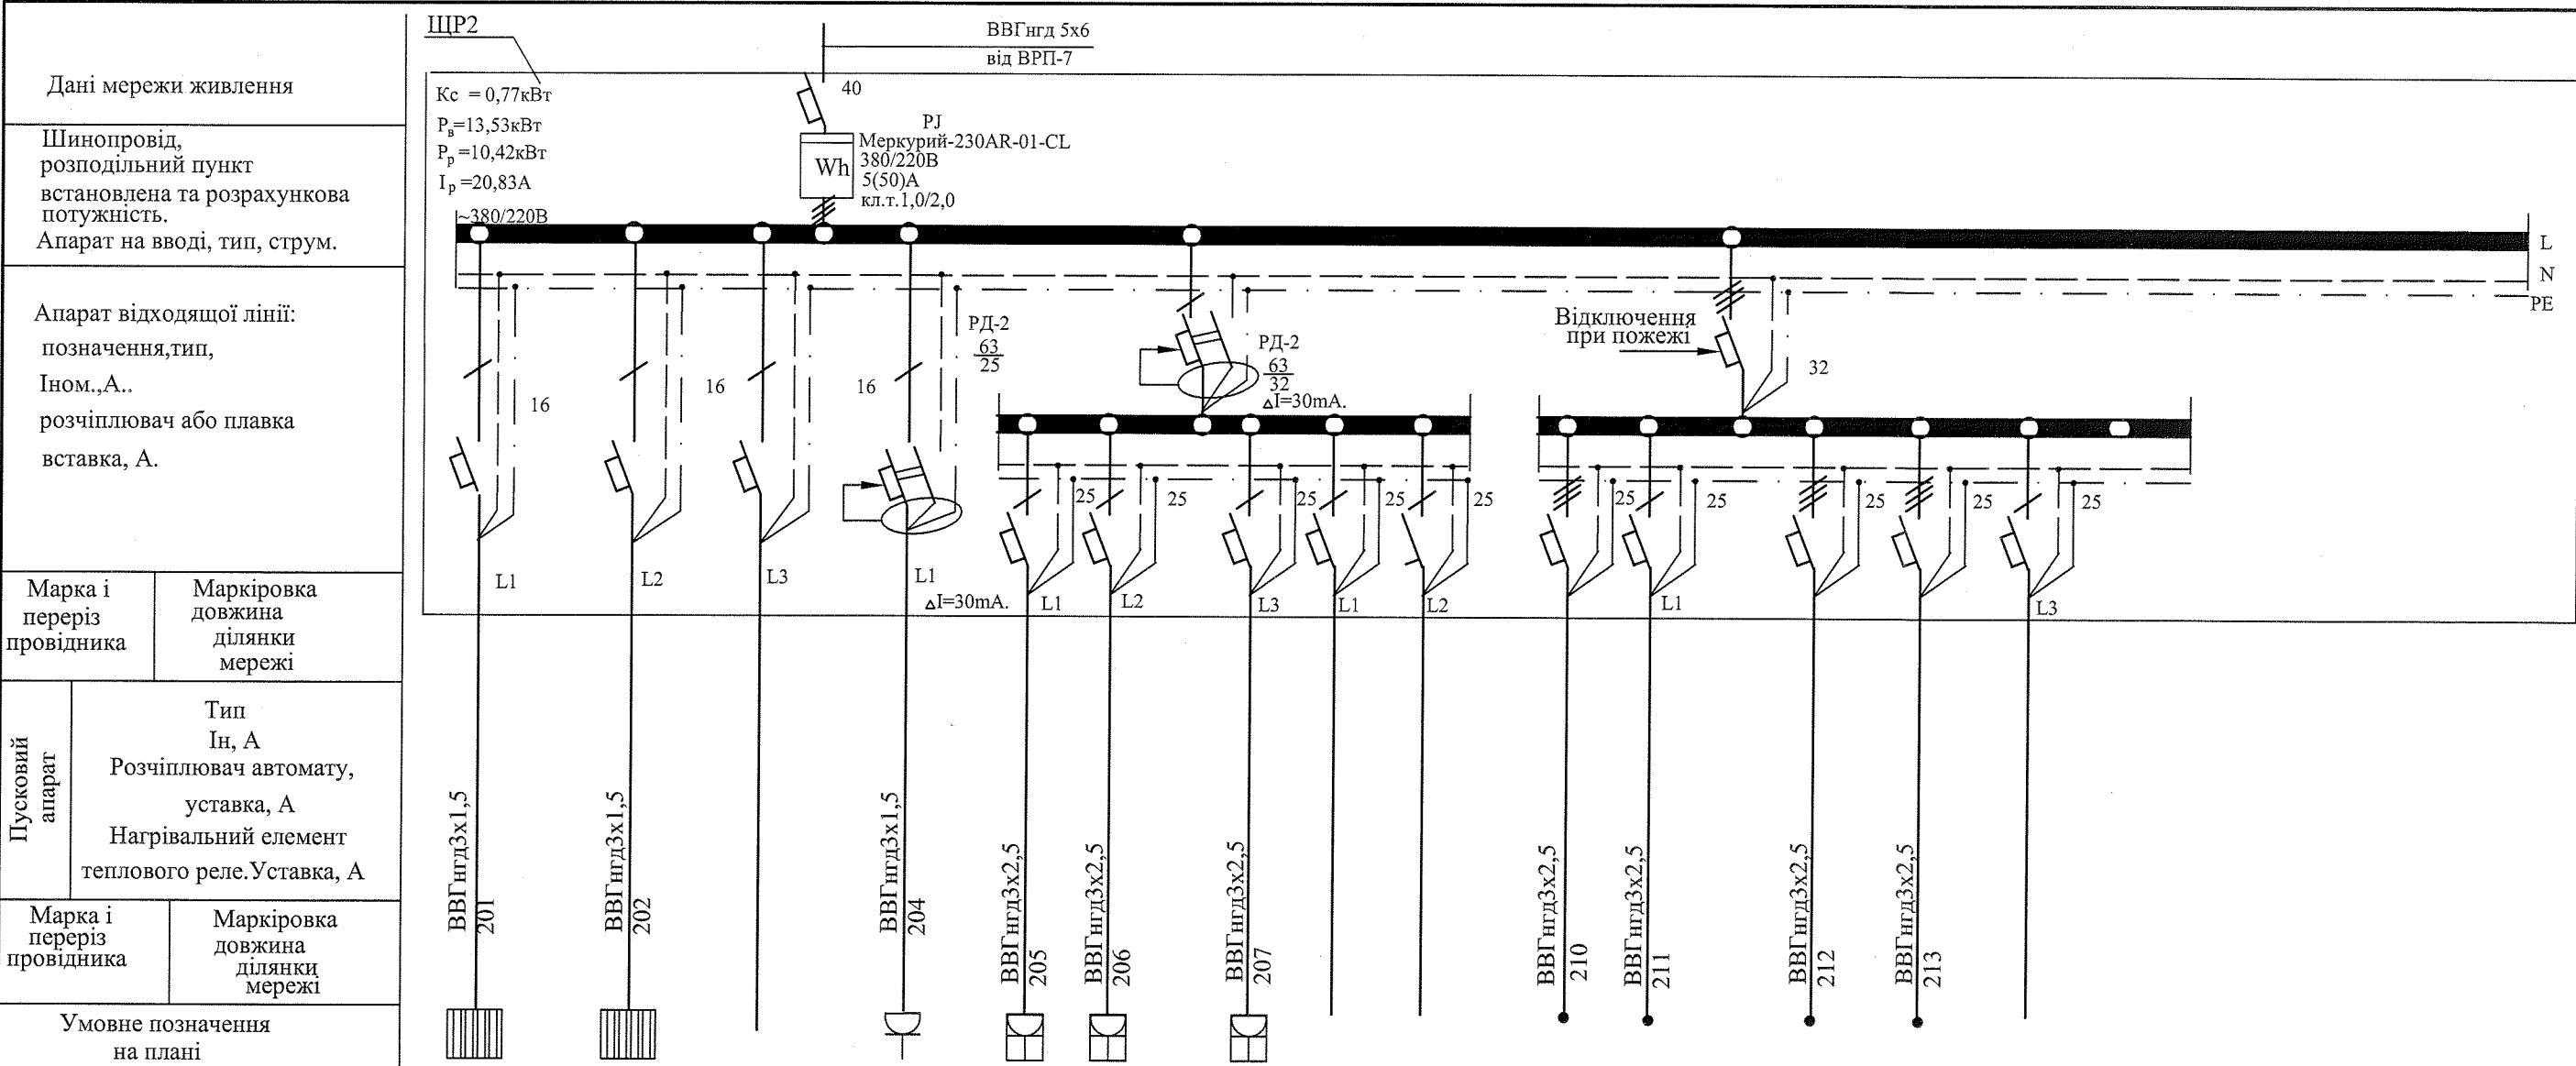 Дані мережи живлення
Шинопровід,
розподільний пункт
встановлена та розрахункова
потужність.
Апарат на вводі, тип, струм.
Апарат відходящої лінії:
позначення,тип,
Іном.,А..
розчіплювач або плавка
вставка, А.
Марка і
переріз
провідника
Маркіровка
довжина
ділянки
мережі
Пусковий
апарат
Тип
Ін, А
Розчіплювач автомату,
уставка, А
Нагрівальний елемент
теплового реле.Уставка, А
Марка і
переріз
провідника
Маркіровка
довжина
ділянки
мережі
Умовне позначення
на плані
ЩР2
ВВГнгд 5х6
від ВРП-7
Кс = 0,77кВт
Рв=13,53кВт
Рр=10,42кВт
Ір=20,83А
~380/220В
40
Wh
PJ
Меркурий-230AR-01-CL
380/220В
5(50)А
кл.т.1,0/2,0
L
N
PE
16
16
16
РД-2
63
25
РД-2
63
32
ΔI=30mA.
Відключення
при пожежі
32
25
25
25
25
25
25
25
25
25
25
L1
L2
L3
L1
ΔI=30mA.
L1
L2
L3
L1
L2
L1
L3
ВВГнгд3х1,5
201
ВВГнгд3х1,5
202
ВВГнгд3х1,5
204
ВВГнгд3х2,5
205
ВВГнгд3х2,5
206
ВВГнгд3х2,5
207
ВВГнгд3х2,5
210
ВВГнгд3х2,5
211
ВВГнгд3х2,5
212
ВВГнгд3х2,5
213